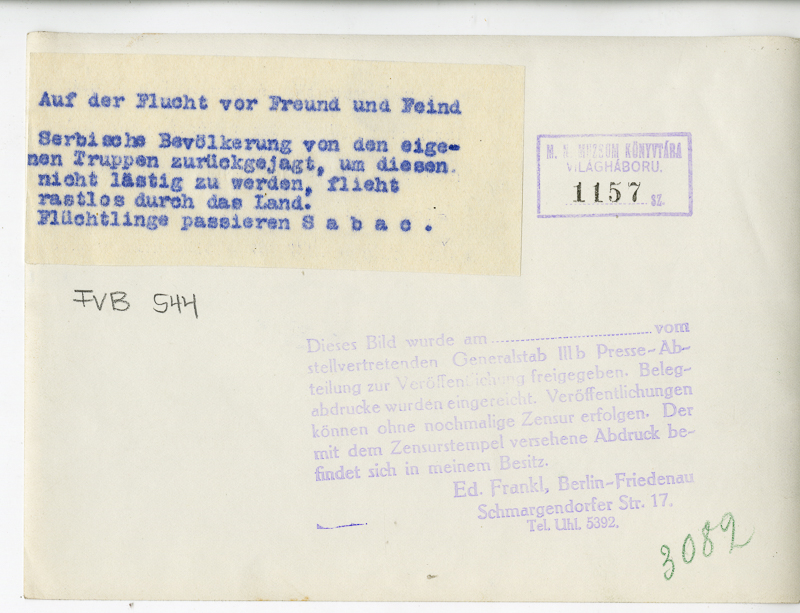 Auf der Flucht vor Freund und Feind
Serbische Bevölkerung von den eige-
nen Truppen zurückgejagt, um diesen
nicht lästig zu werden, flieht
rastlos durch das Land.
Flüchtlinge passieren S a b a c .
M. N. MUZEUM KÖNYVTÁRA
VILÁGHÁBORU.
1157 SZ.
FVB 544
Dieses Bild wurde am ............................ vom
stellvertretenden Generalstab III b Presse-Ab-
teilung zur Veröffentlichung freigegeben. Beleg-
abdrucke wurden eingereicht. Veröffentlichungen
können ohne nochmalige Zensur erfolgen. Der
mit dem Zensurstempel versehene Abdruck be-
findet sich in meinem Besitz.
Ed. Frankl, Berlin-Friedenau
Schmargendorfer Str. 17.
Tel. Uhl. 5392.
3082